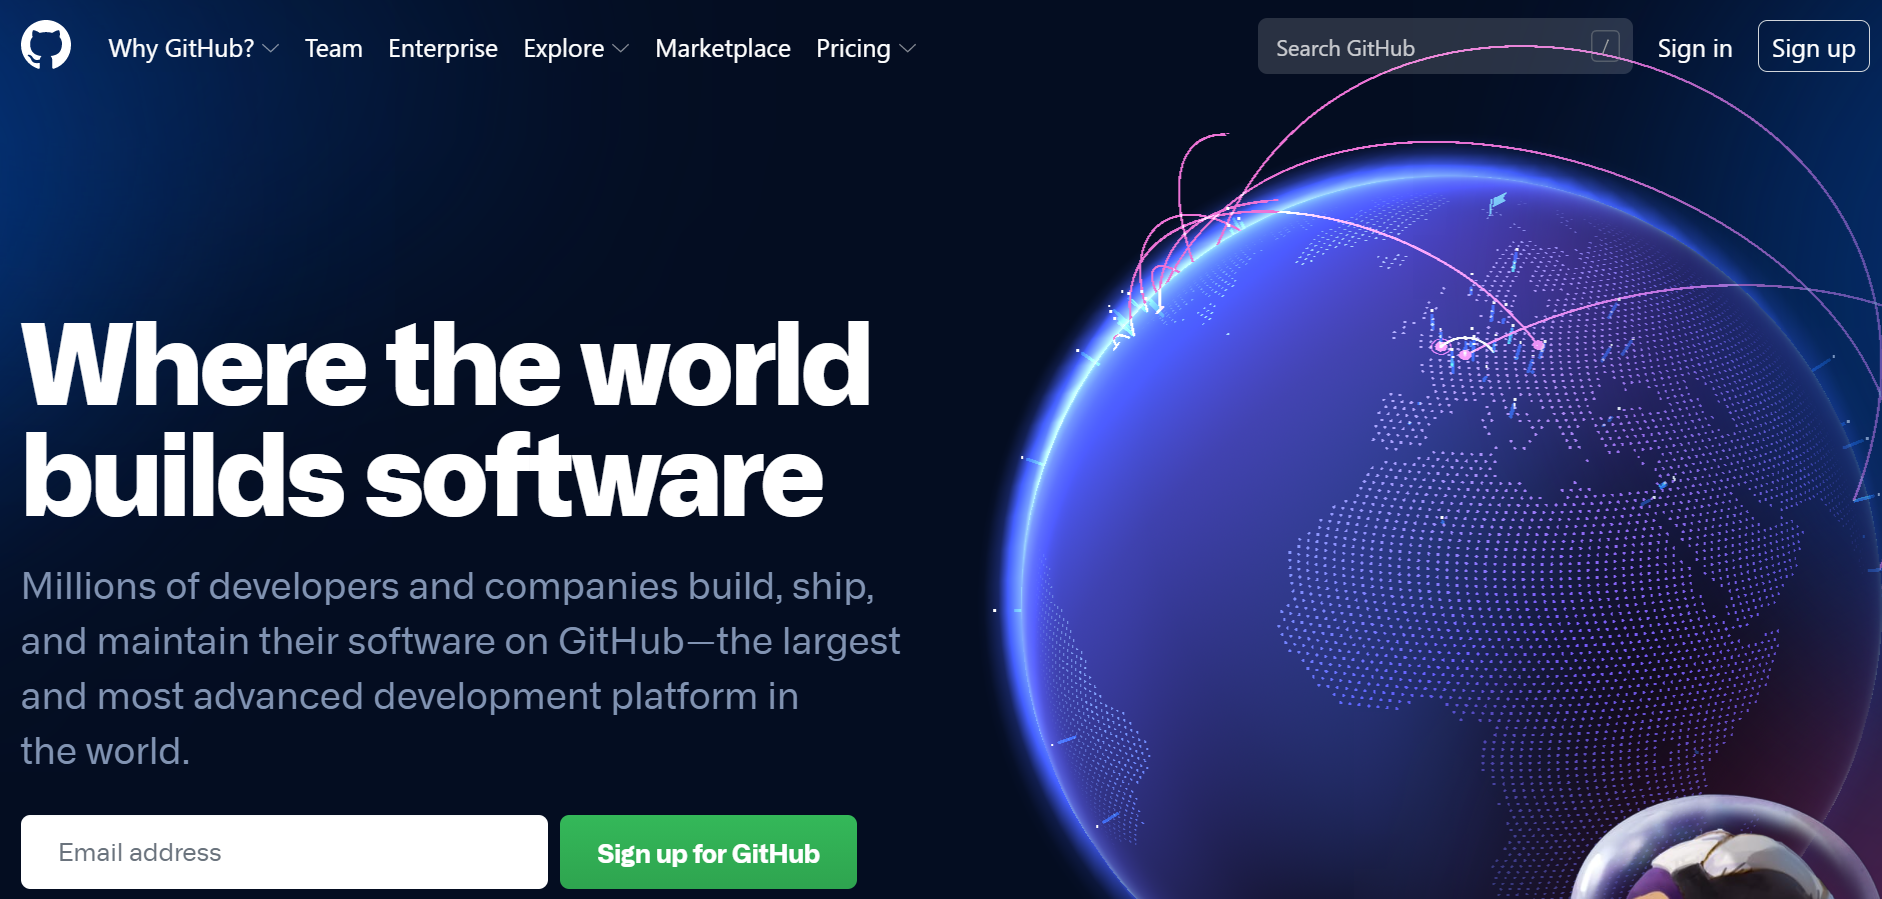 Why GitHub? Team Enterprise Explore Marketplace Pricing Search GitHub / Sign in Sign up
Where the world
builds software
Millions of developers and companies build, ship,
and maintain their software on GitHub—the largest
and most advanced development platform in
the world.
Email address Sign up for GitHub